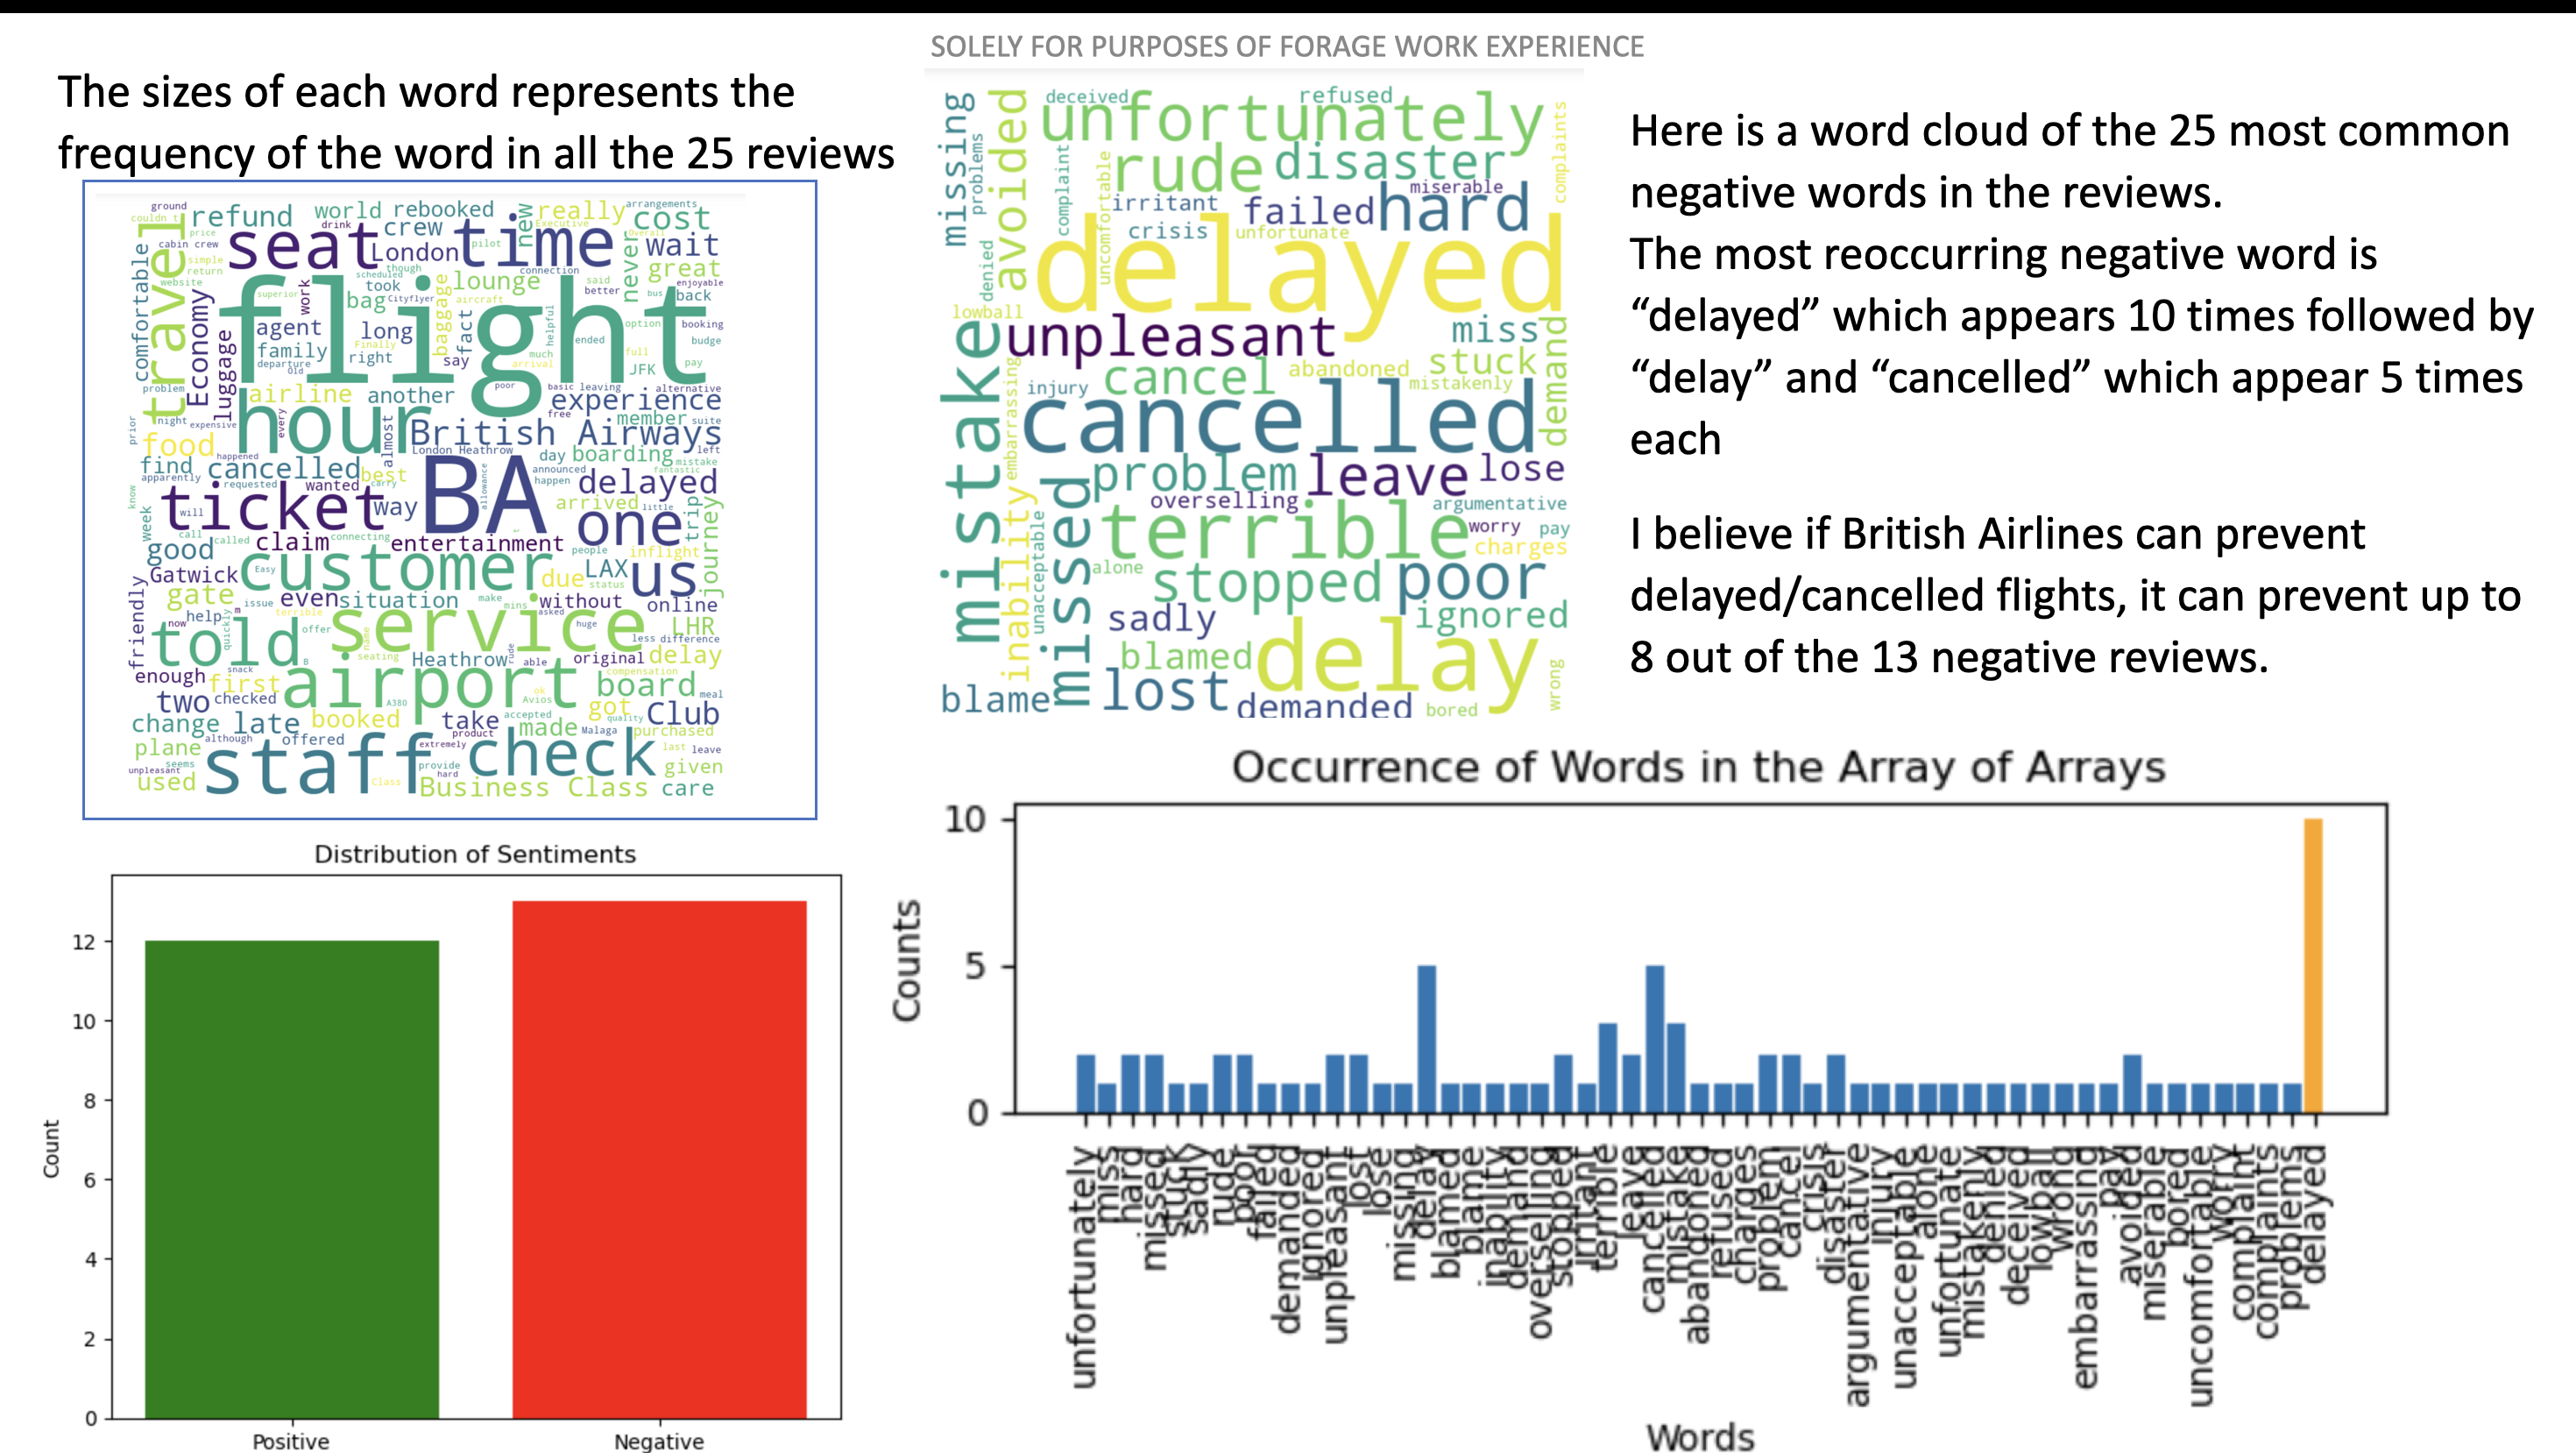 SOLELY FOR PURPOSES OF FORAGE WORK EXPERIENCE
The sizes of each word represents the
frequency of the word in all the 25 reviews
ground
couldn t
refund
world
rebooked
new
really
arrangements
Executive
Overall
cost
price
drink
crew
pilot
cabin crew
seat
London
time
never
wait
simple
return
though
scheduled
connection
great
travel
comfortable
website
took
lounge
said
better
enjoyable
superior
work
bag
Cityflyer
aircraft
bus
back
flight
Economy
luggage
agent
long
baggage
fact
helpful
option
booking
family
Finally
right
say
much
ended
full
budge
departure
Old
arrival
JFK
pay
problem
poor
basic
leaving
alternative
airline
another
experience
free
member
suite
night
expensive
every
almost
prior
hour
British Airways
left
food
London Heathrow
day
boarding
happened
mistake
find
cancelled
best
announced
fantastic
apparently
requested
wanted
carry
allowance
happen
delayed
know
ticket
way
BA
arrived
little
trip
week
will
one
journey
call
called
claim
connecting
entertainment
people
inflight
good
Gatwick
customer
Easy
due
LAX
status
us
friendly
gate
issue
even
situation
make
mins
without
asked
online
help
m
terrible
huge
now
quickly
told
offer
name
service
LHR
less
difference
B
seating
Heathrow
rude
able
original
delay
snack
enough
first
airport
compensation
two
checked
A380
ok
Avios
board
meal
change
late
booked
take
accepted
got
quality
Club
product
made
Malaga
purchased
plane
although
offered
extremely
last
leave
unpleasant
seems
staff
provide
check
given
used
Class
hard
Business Class
care
missing
problems
avoided
deceived
refused
unfortunately
complaints
complaint
uncomfortable
rude
disaster
irritant
failed
miserable
hard
crisis
unfortunate
denied
delayed
lowball
unpleasant
miss
demand
mistake
embarrassing
injury
cancel
abandoned
stuck
mistakenly
cancelled
problem
leave
lose
overselling
argumentative
inability
unacceptable
missed
terrible
worry
pay
charges
alone
stopped
poor
sadly
ignored
blamed
delay
wrong
blame
lost
demanded
bored
Here is a word cloud of the 25 most common
negative words in the reviews.
The most reoccurring negative word is
“delayed” which appears 10 times followed by
“delay” and “cancelled” which appear 5 times
each
I believe if British Airlines can prevent
delayed/cancelled flights, it can prevent up to
8 out of the 13 negative reviews.
Distribution of Sentiments
Count
12
10
8
6
4
2
0
Positive
Negative
Occurrence of Words in the Array of Arrays
Counts
10
5
0
unfortunately
miss
hard
missed
stuck
sadly
rude
poor
failed
demanded
ignored
unpleasant
lost
lose
missing
delay
blamed
blame
inability
demand
overselling
stopped
irritant
terrible
leave
cancelled
mistake
abandoned
refused
charges
problem
cancel
crisis
disaster
argumentative
injury
unacceptable
alone
unfortunate
mistakenly
denied
deceived
lowball
wrong
embarrassing
pay
avoided
miserable
bored
uncomfortable
worry
complaint
complaints
problems
delayed
Words